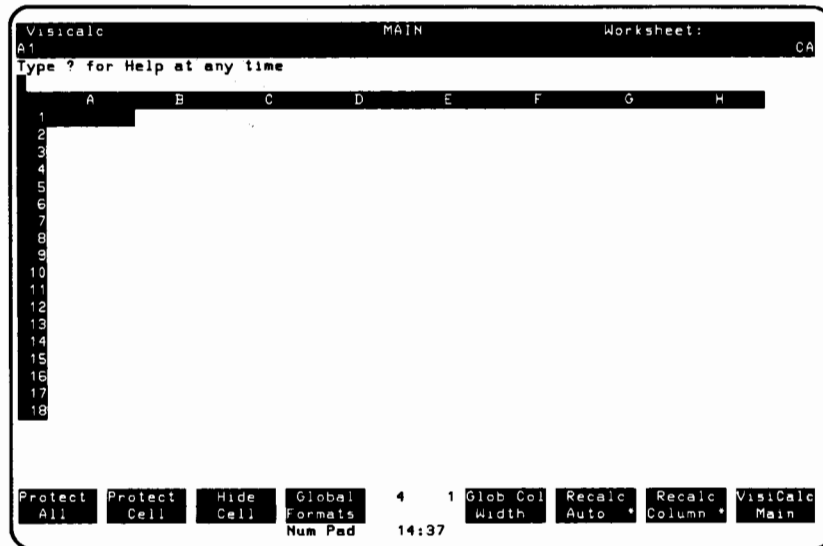 Visicalc MAIN Worksheet:
A1 CA
Type ? for Help at any time
A B C D E F G H
1
2
3
4
5
6
7
8
9
10
11
12
13
14
15
16
17
18
Protect Protect Hide Global 4 1 Glob Col Recalc Recalc VisiCalc
All Cell Cell Formats Width Auto * Column * Main
Num Pad 14:37